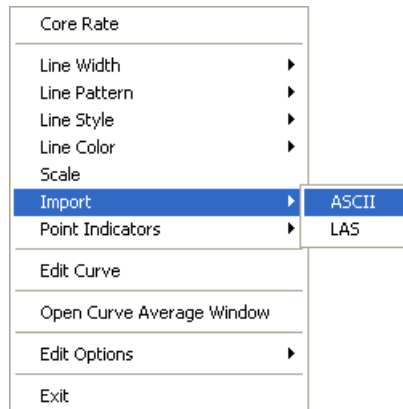 Core Rate
Line Width
Line Pattern
Line Style
Line Color
Scale
Import
ASCII
Point Indicators
LAS
Edit Curve
Open Curve Average Window
Edit Options
Exit